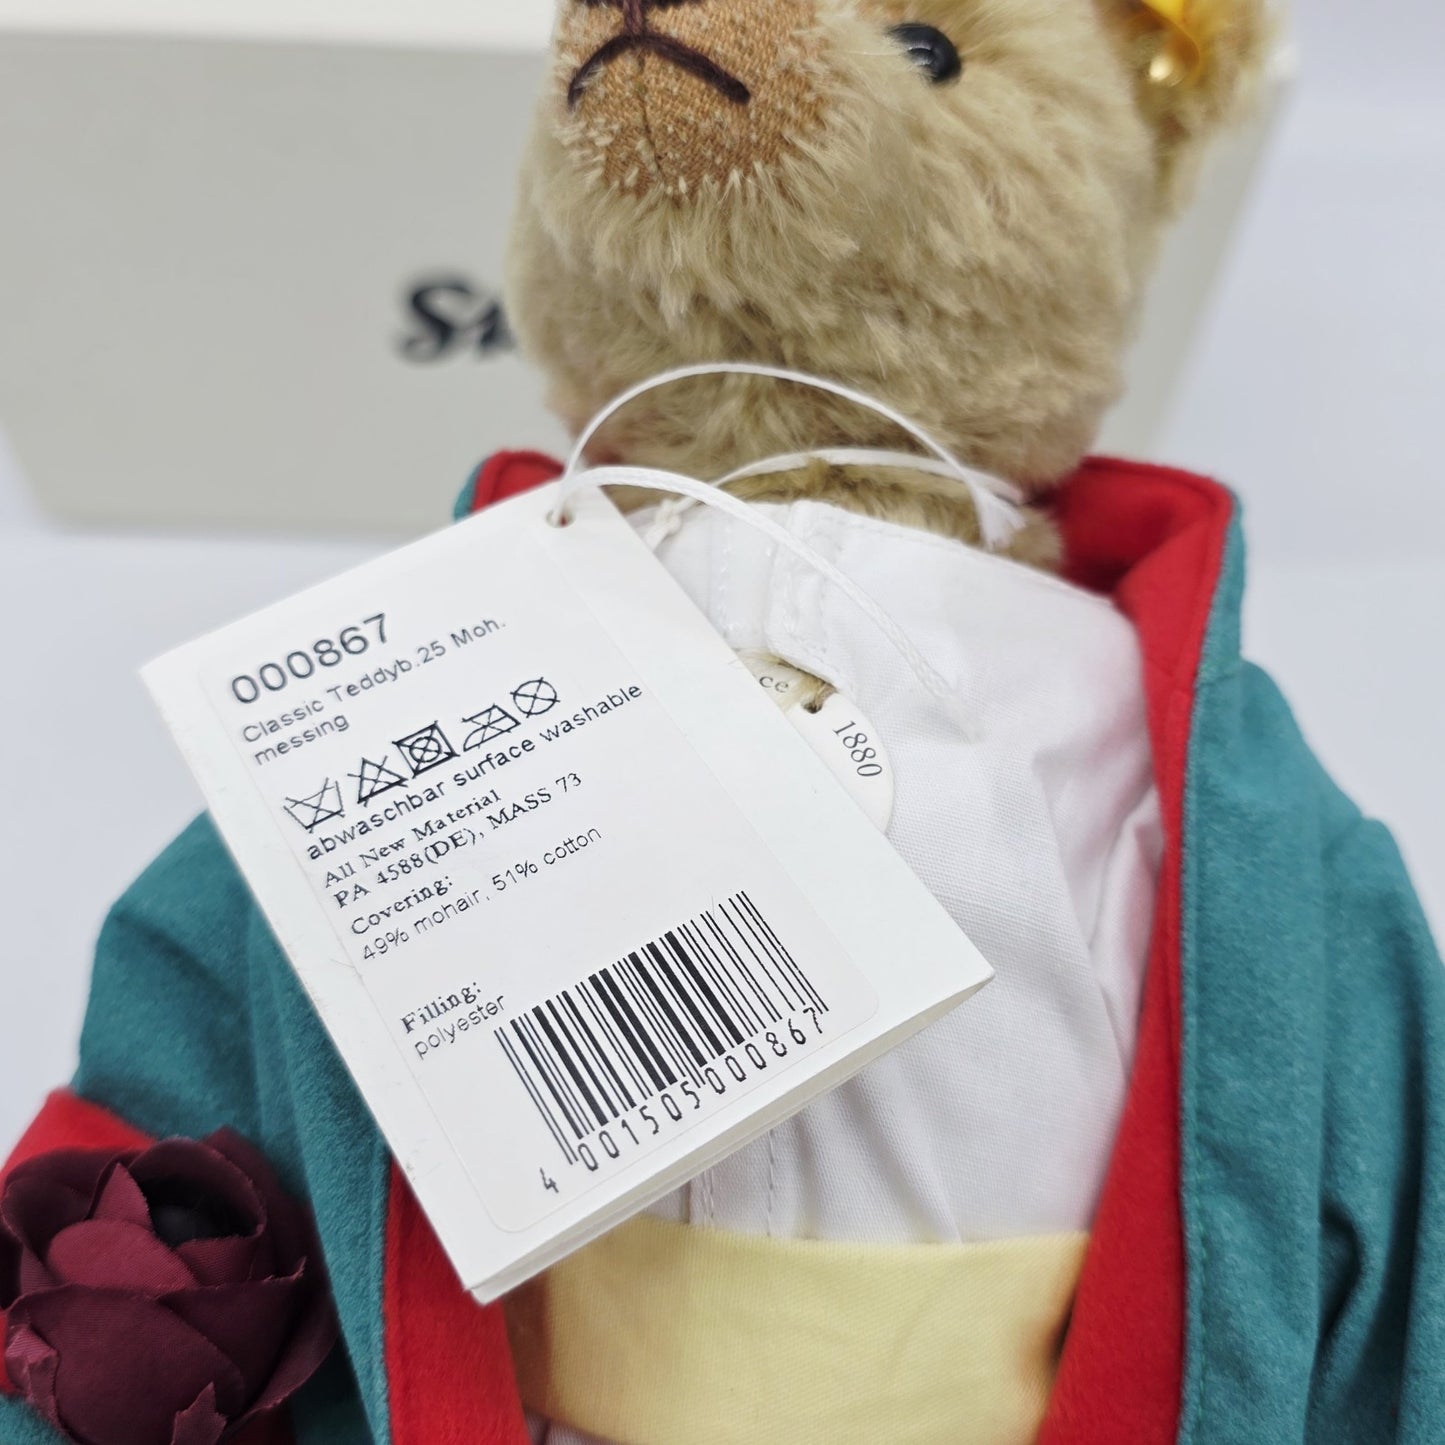 000867
Classic Teddyb.25 Moh.
messing
abwaschbar surface washable
All New Material
PA 4588(DE), MASS 73
Covering:
49% mohair, 51% cotton
Filling:
polyester
4 001505 000867
1880